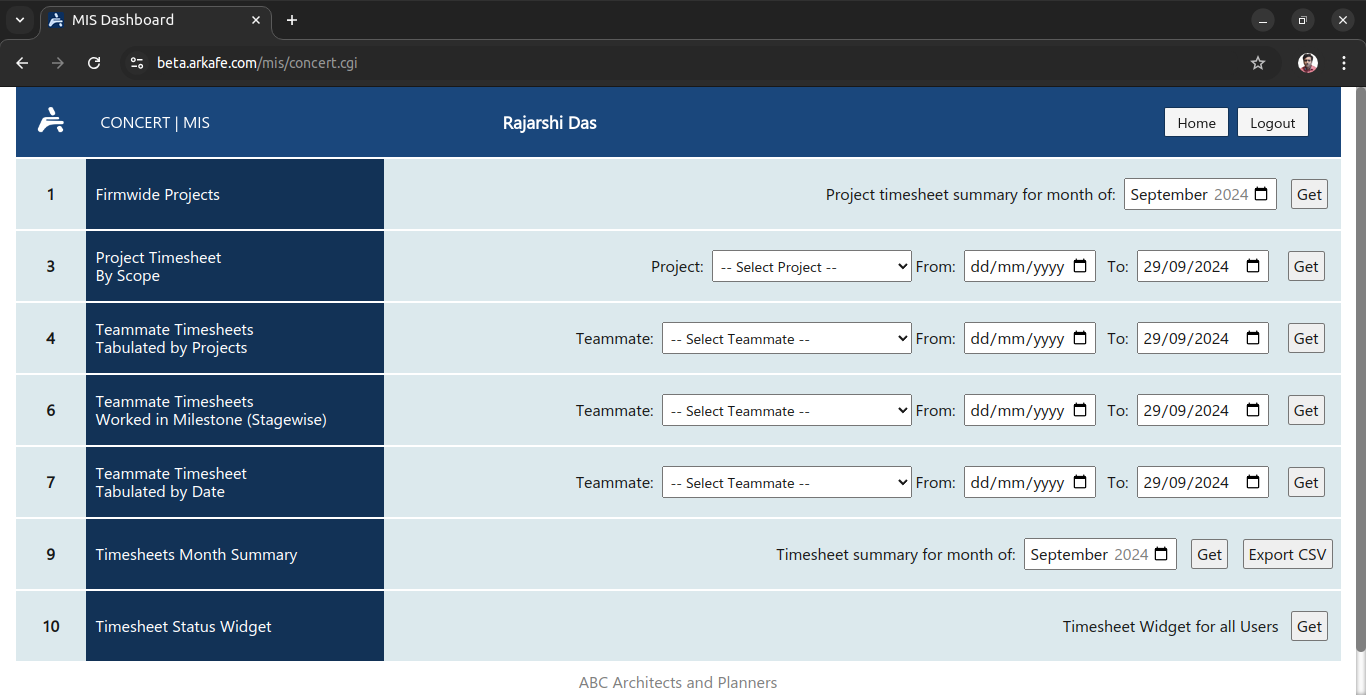 MIS Dashboard
beta.arkafe.com/mis/concert.cgi
CONCERT | MIS Rajarshi Das Home Logout
1 Firmwide Projects Project timesheet summary for month of: September 2024 Get
3 Project Timesheet
By Scope Project: -- Select Project -- From: dd/mm/yyyy To: 29/09/2024 Get
4 Teammate Timesheets
Tabulated by Projects Teammate: -- Select Teammate -- From: dd/mm/yyyy To: 29/09/2024 Get
6 Teammate Timesheets
Worked in Milestone (Stagewise) Teammate: -- Select Teammate -- From: dd/mm/yyyy To: 29/09/2024 Get
7 Teammate Timesheet
Tabulated by Date Teammate: -- Select Teammate -- From: dd/mm/yyyy To: 29/09/2024 Get
9 Timesheets Month Summary Timesheet summary for month of: September 2024 Get Export CSV
10 Timesheet Status Widget Timesheet Widget for all Users Get
ABC Architects and Planners